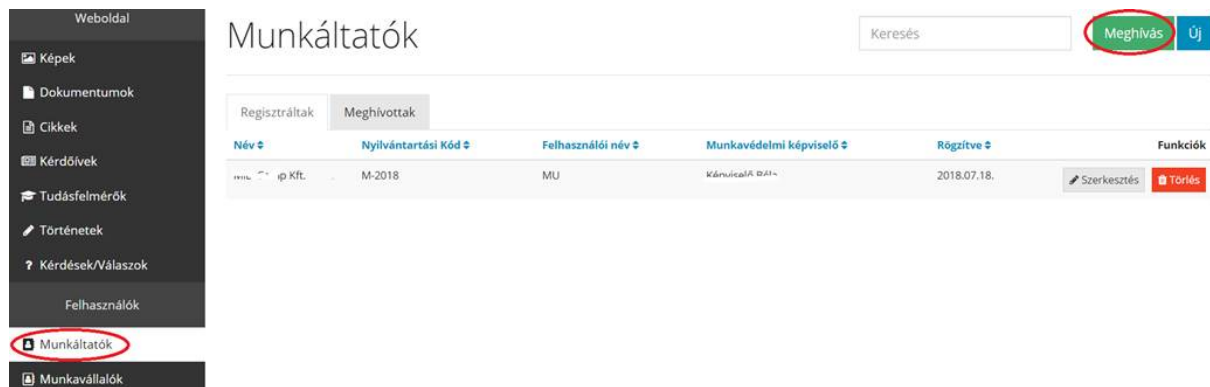 Weboldal
Képek
Dokumentumok
Cikkek
Kérdőívek
Tudásfelmérők
Történetek
? Kérdések/Válaszok
Felhasználók
Munkáltatók
Munkavállalók
Munkáltatók
Keresés
Meghívás Új
Regisztráltak Meghívottak
Név Nyilvántartási Kód Felhasználói név Munkavédelmi képviselő Rögzítve Funkciók
Kft. M-2018 MU 2018.07.18. Szerkesztés Törlés